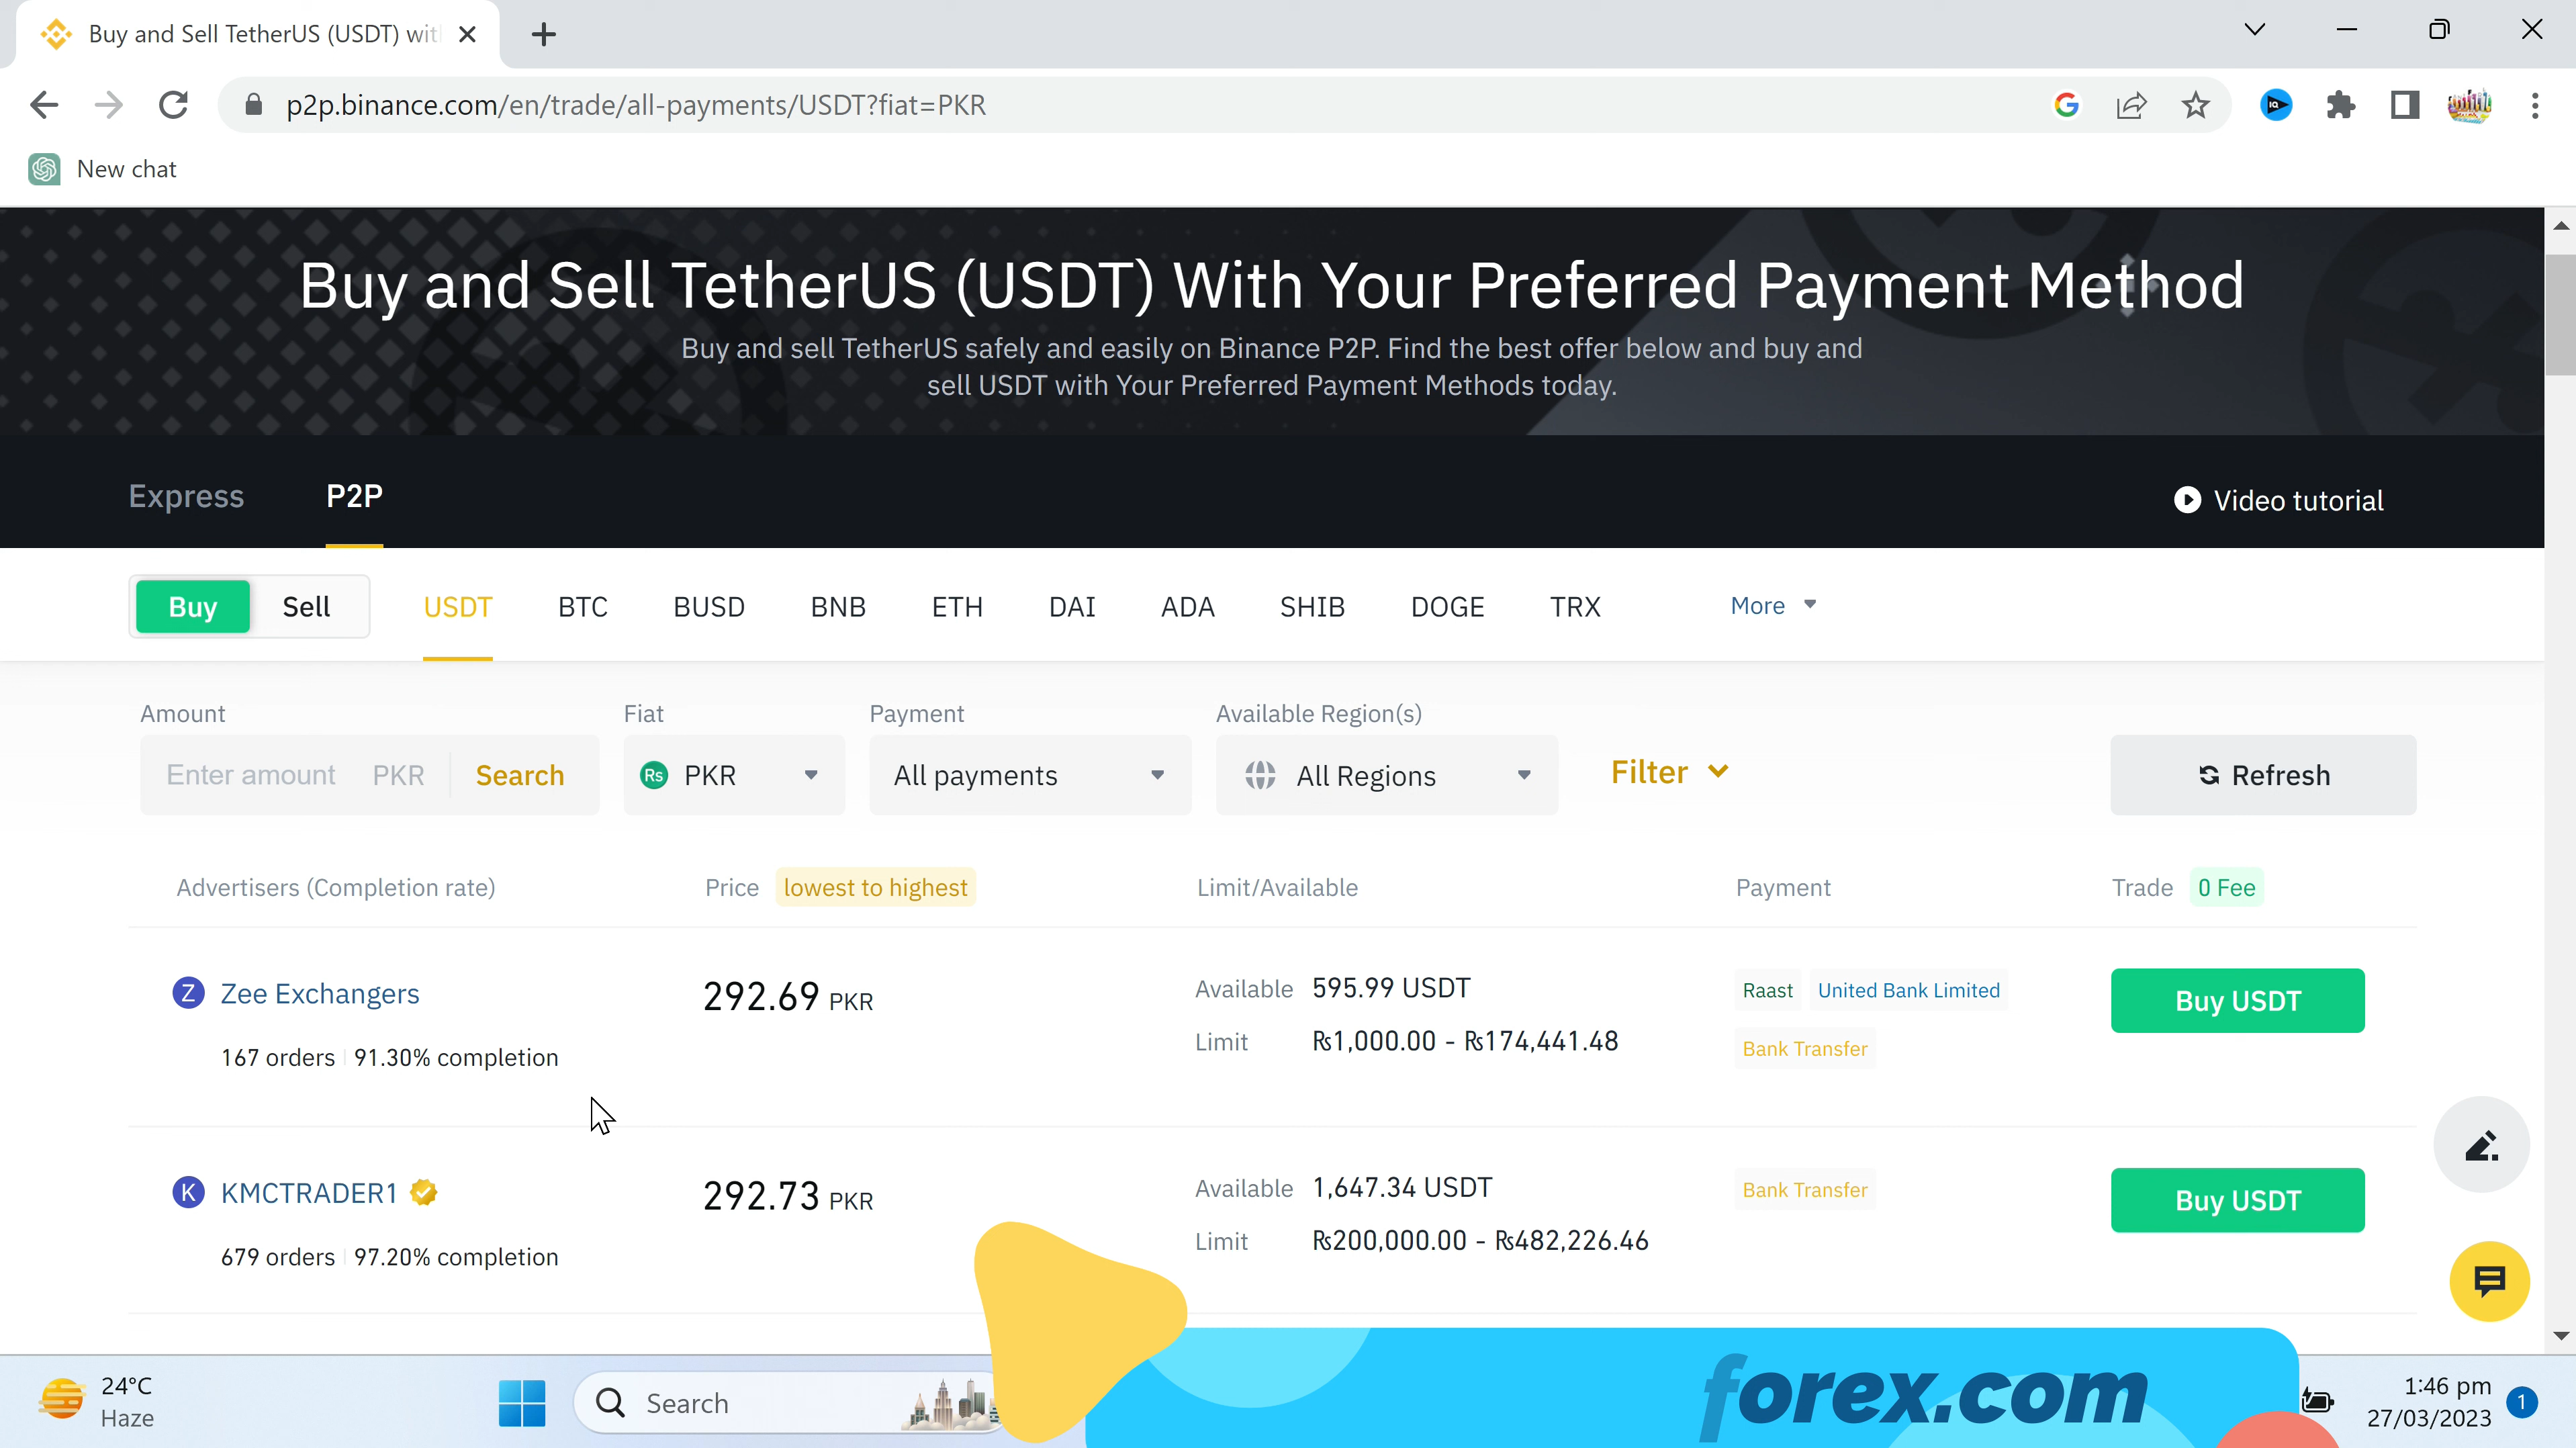 Buy and Sell TetherUS (USDT) wit
p2p.binance.com/en/trade/all-payments/USDT?fiat=PKR
New chat
Buy and Sell TetherUS (USDT) With Your Preferred Payment Method
Buy and sell TetherUS safely and easily on Binance P2P. Find the best offer below and buy and
sell USDT with Your Preferred Payment Methods today.
Express P2P Video tutorial
Buy Sell USDT BTC BUSD BNB ETH DAI ADA SHIB DOGE TRX More
Amount Fiat Payment Available Region(s)
Enter amount PKR Search Rs PKR All payments All Regions Filter Refresh
Advertisers (Completion rate) Price lowest to highest Limit/Available Payment Trade 0 Fee
Z Zee Exchangers 292.69 PKR Available 595.99 USDT Raast United Bank Limited Buy USDT
167 orders 91.30% completion Limit ₨1,000.00 - ₨174,441.48 Bank Transfer
K KMCTRADER1 292.73 PKR Available 1,647.34 USDT Bank Transfer Buy USDT
679 orders 97.20% completion Limit ₨200,000.00 - ₨482,226.46
24°C
Haze
Search
forex.com
1:46 pm
27/03/2023
1